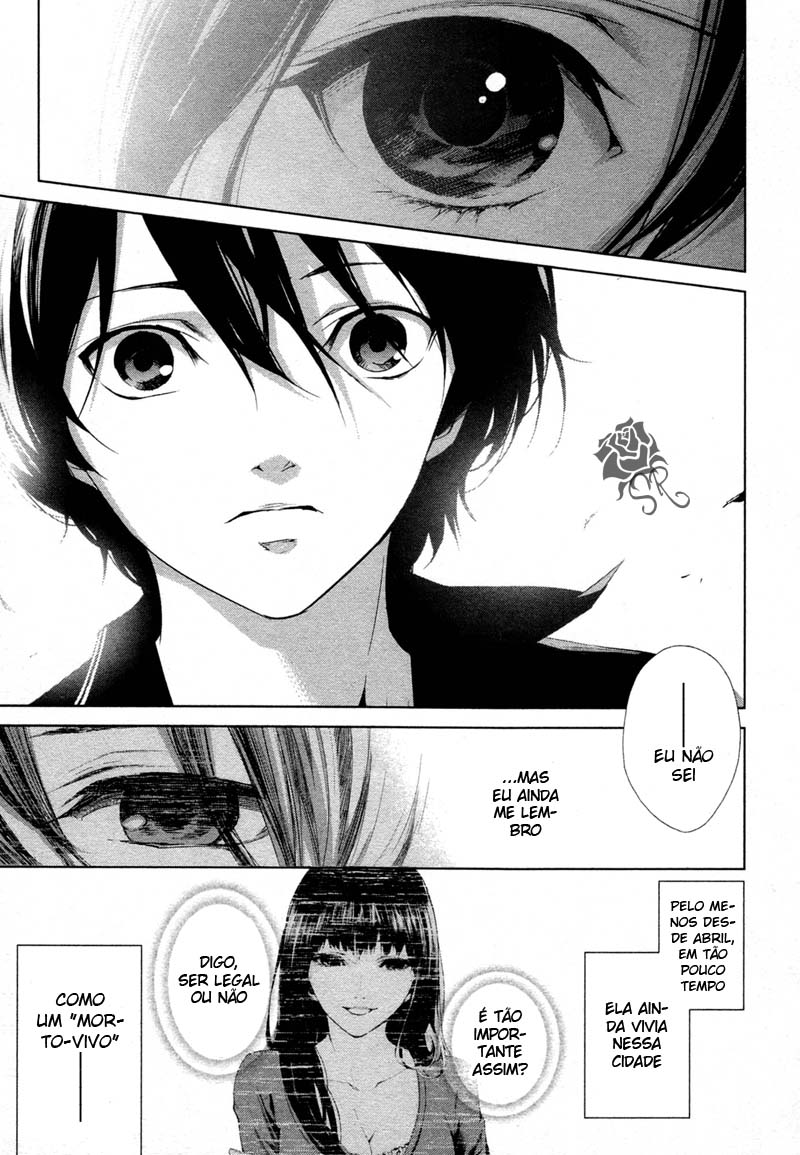 SR
EU NÃO
SEI
...MAS
EU AINDA
ME LEM-
BRO
PELO ME-
NOS DES-
DE ABRIL,
EM TÃO
POUCO
TEMPO
ELA AIN-
DA VIVIA
NESSA
CIDADE
É TÃO
IMPOR-
TANTE
ASSIM?
DIGO,
SER LEGAL
OU NÃO
COMO
UM "MOR-
TO-VIVO"